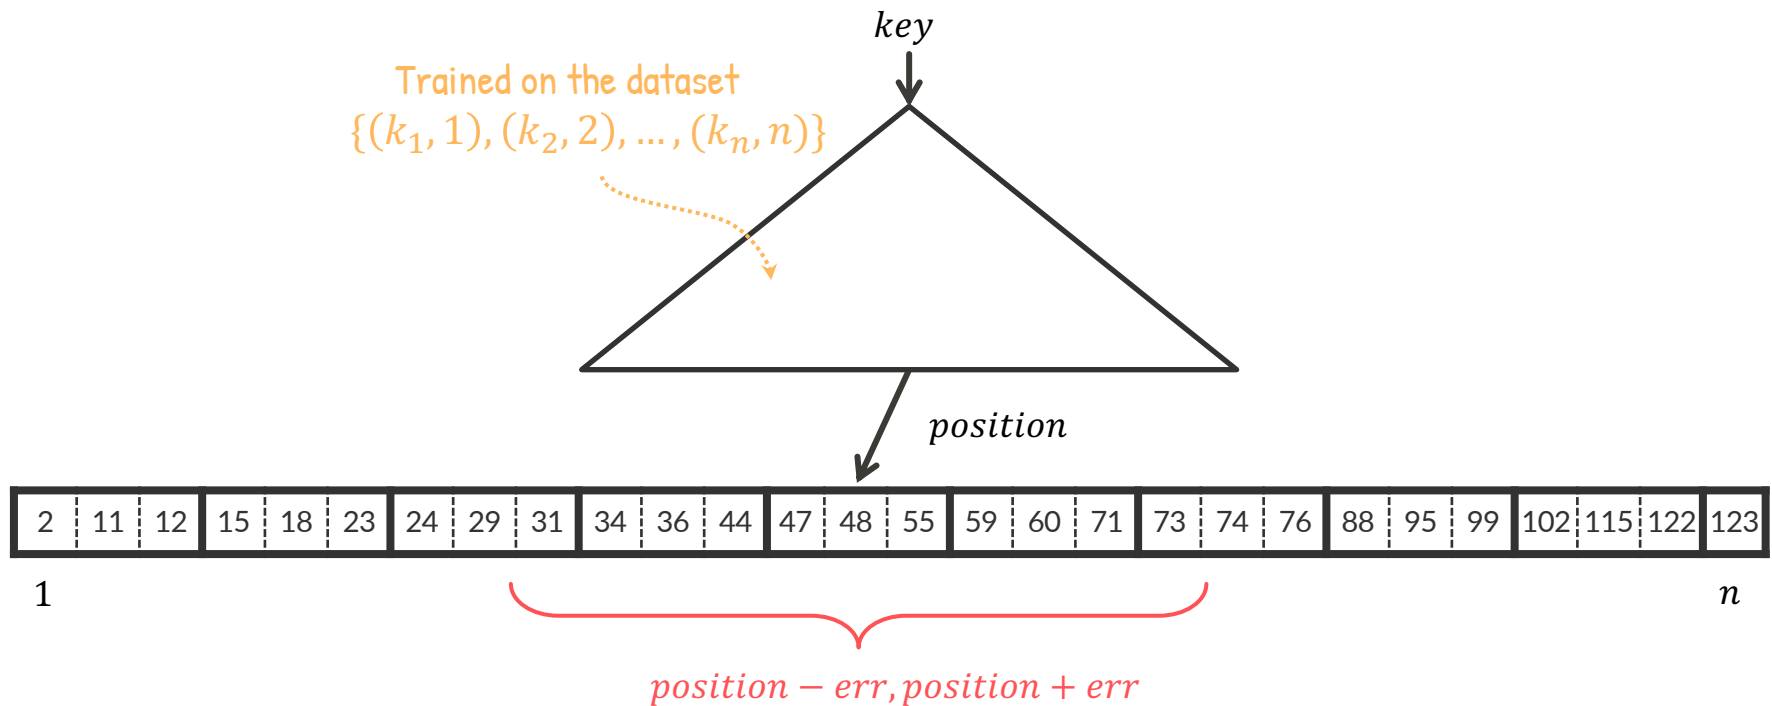 key
Trained on the dataset
{(k₁, 1), (k₂, 2), … , (kₙ, n)}
position
2 11 12 15 18 23 24 29 31 34 36 44 47 48 55 59 60 71 73 74 76 88 95 99 102 115 122 123
1 n
position − err, position + err